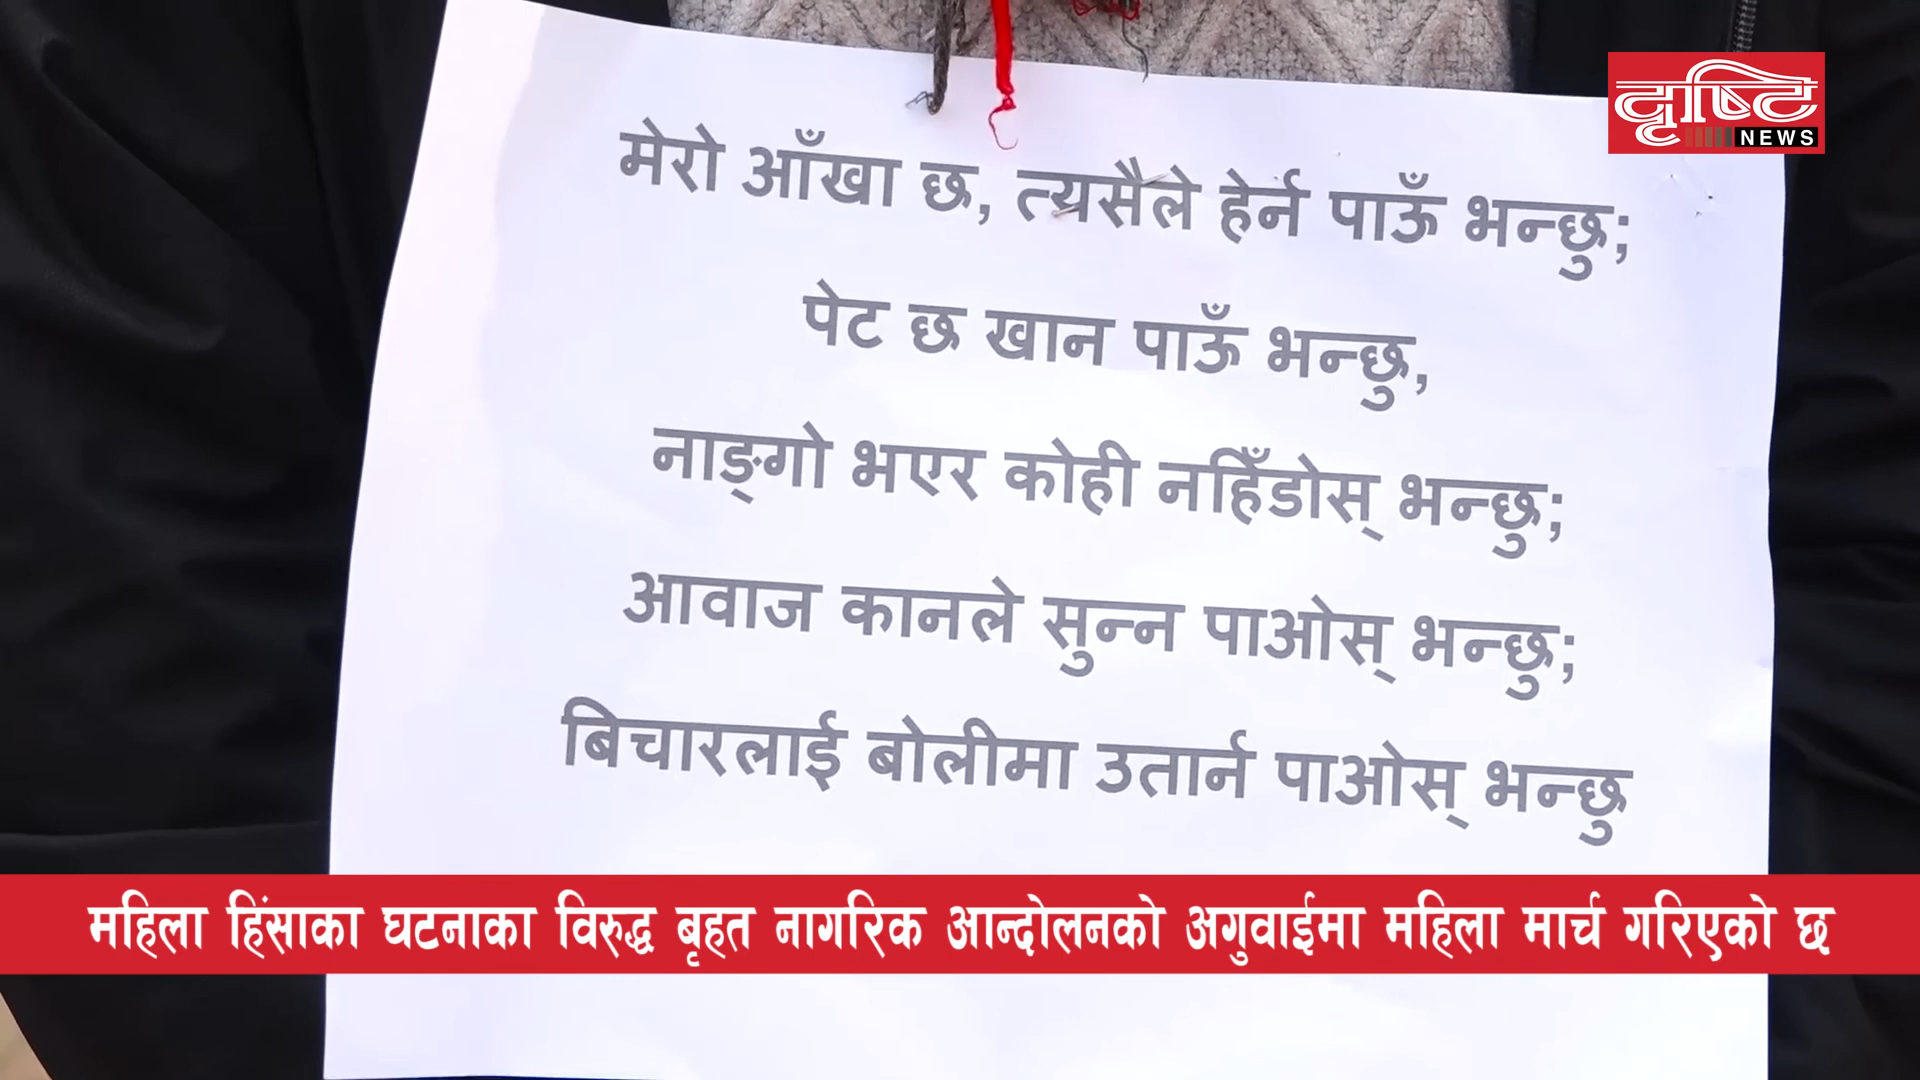 दृष्टि
NEWS
मेरो आँखा छ, त्यसैले हेर्न पाऊँ भन्छु;
पेट छ खान पाऊँ भन्छु,
नाङ्गो भएर कोही नहिँडोस् भन्छु;
आवाज कानले सुन्न पाओस् भन्छु;
बिचारलाई बोलीमा उतार्न पाओस् भन्छु
महिला हिंसाका घटनाका विरुद्ध बृहत नागरिक आन्दोलनको अगुवाईमा महिला मार्च गरिएको छ